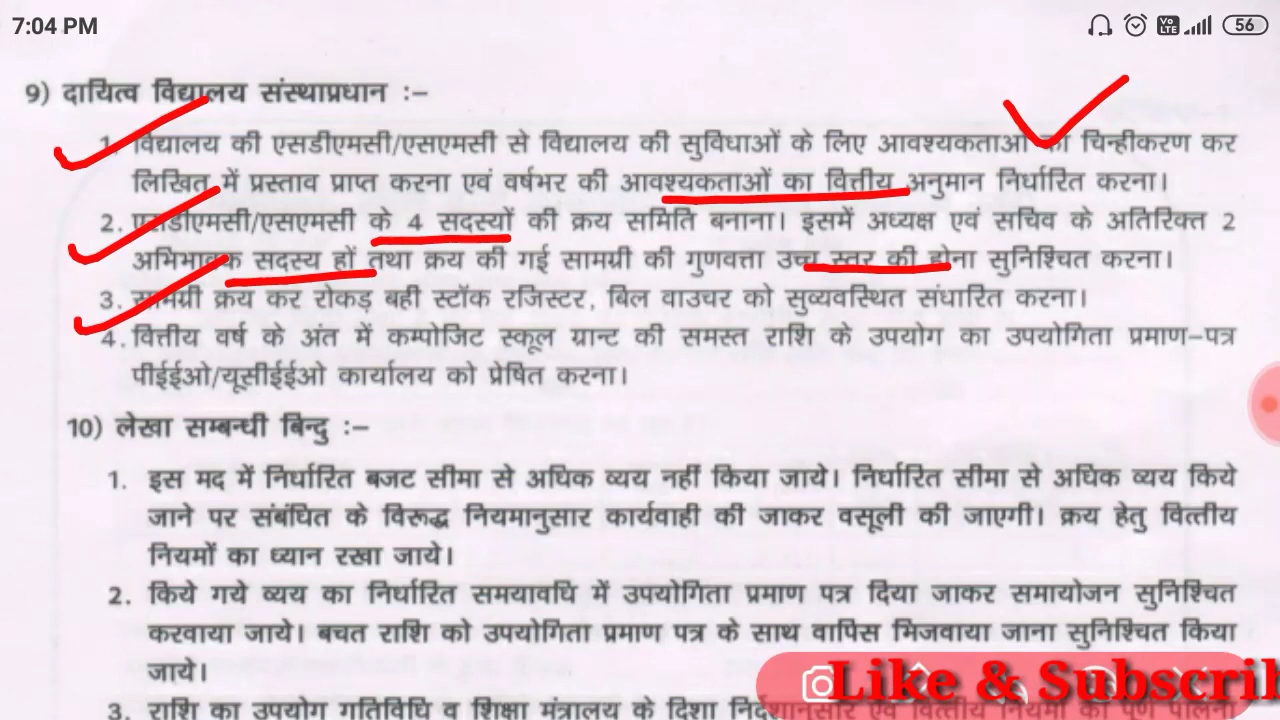 7:04 PM
Vo LTE
56
9) दायित्व विद्यालय संस्थाप्रधान :–
1. विद्यालय की एसडीएमसी/एसएमसी से विद्यालय की सुविधाओं के लिए आवश्यकताओं का चिन्हीकरण कर
लिखित में प्रस्ताव प्राप्त करना एवं वर्षभर की आवश्यकताओं का वित्तीय अनुमान निर्धारित करना।
2. एसडीएमसी/एसएमसी के 4 सदस्यों की क्रय समिति बनाना। इसमें अध्यक्ष एवं सचिव के अतिरिक्त 2
अभिभावक सदस्य हों तथा क्रय की गई सामग्री की गुणवत्ता उच्च स्तर की होना सुनिश्चित करना।
3. सामग्री क्रय कर रोकड़ बही स्टॉक रजिस्टर, बिल वाउचर को सुव्यवस्थित संधारित करना।
4. वित्तीय वर्ष के अंत में कम्पोजिट स्कूल ग्रान्ट की समस्त राशि के उपयोग का उपयोगिता प्रमाण–पत्र
पीईईओ/यूसीईईओ कार्यालय को प्रेषित करना।
10) लेखा सम्बन्धी बिन्दु :–
1. इस मद में निर्धारित बजट सीमा से अधिक व्यय नहीं किया जाये। निर्धारित सीमा से अधिक व्यय किये
जाने पर संबंधित के विरूद्ध नियमानुसार कार्यवाही की जाकर वसूली की जाएगी। क्रय हेतु वित्तीय
नियमों का ध्यान रखा जाये।
2. किये गये व्यय का निर्धारित समयावधि में उपयोगिता प्रमाण पत्र दिया जाकर समायोजन सुनिश्चित
करवाया जाये। बचत राशि को उपयोगिता प्रमाण पत्र के साथ वापिस भिजवाया जाना सुनिश्चित किया
जाये।
Like & Subscrib
3. राशि का उपयोग गतिविधि व शिक्षा मंत्रालय के दिशा निर्देशानुसार एवं वित्तीय नियमों की पूर्ण पालना